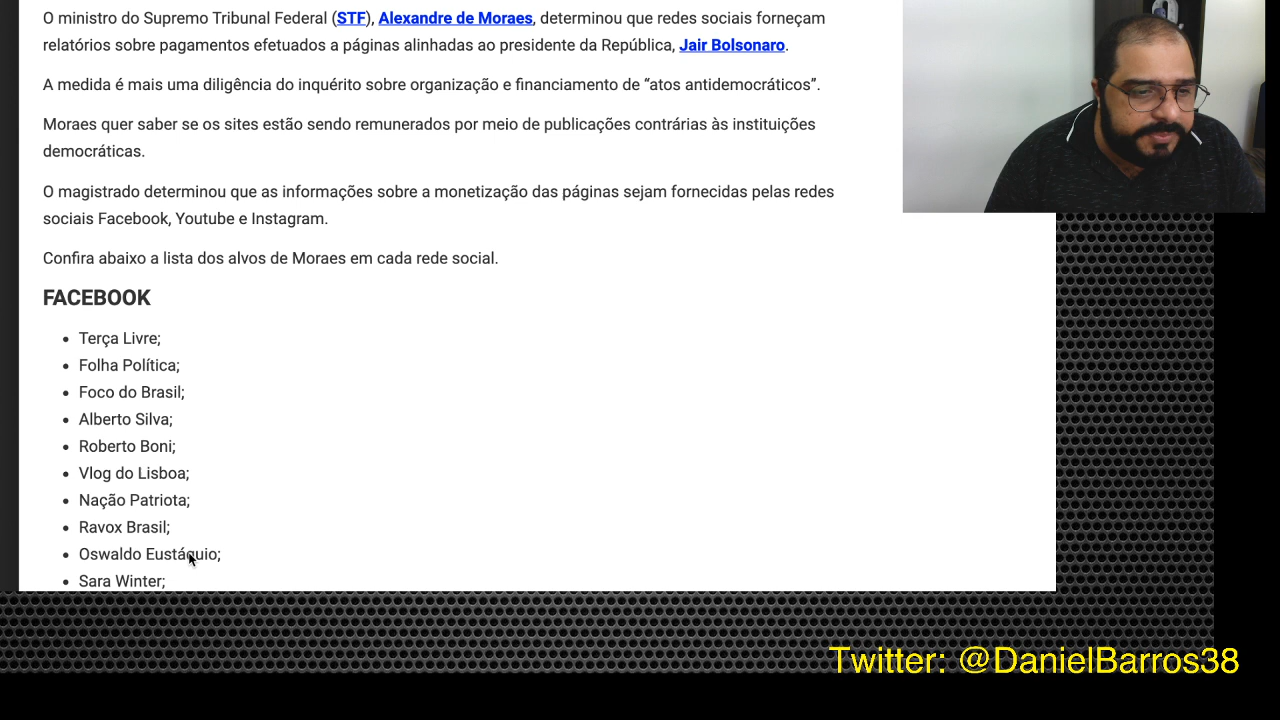 O ministro do Supremo Tribunal Federal (STF), Alexandre de Moraes, determinou que redes sociais forneçam
relatórios sobre pagamentos efetuados a páginas alinhadas ao presidente da República, Jair Bolsonaro.
A medida é mais uma diligência do inquérito sobre organização e financiamento de “atos antidemocráticos”.
Moraes quer saber se os sites estão sendo remunerados por meio de publicações contrárias às instituições
democráticas.
O magistrado determinou que as informações sobre a monetização das páginas sejam fornecidas pelas redes
sociais Facebook, Youtube e Instagram.
Confira abaixo a lista dos alvos de Moraes em cada rede social.
FACEBOOK
• Terça Livre;
• Folha Política;
• Foco do Brasil;
• Alberto Silva;
• Roberto Boni;
• Vlog do Lisboa;
• Nação Patriota;
• Ravox Brasil;
• Oswaldo Eustáquio;
• Sara Winter;
Twitter: @DanielBarros38